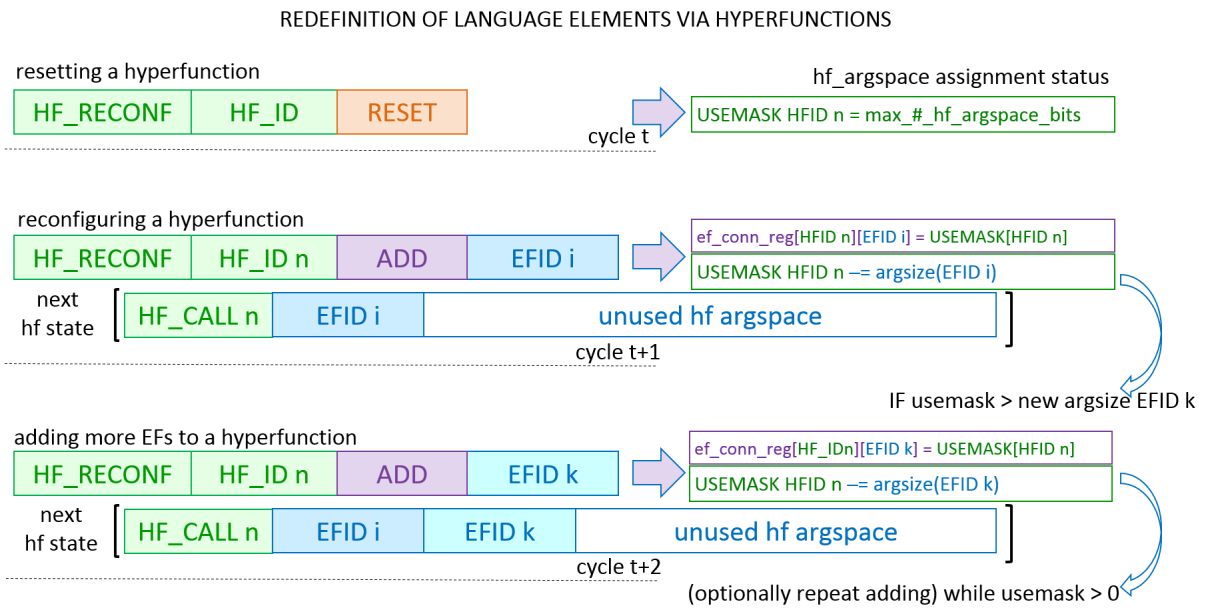 REDEFINITION OF LANGUAGE ELEMENTS VIA HYPERFUNCTIONS
resetting a hyperfunction
hf_argspace assignment status
HF_RECONF HF_ID RESET
USEMASK HFID n = max_#_hf_argspace_bits
cycle t
reconfiguring a hyperfunction
ef_conn_reg[HFID n][EFID i] = USEMASK[HFID n]
HF_RECONF HF_ID n ADD EFID i
USEMASK HFID n −= argsize(EFID i)
next
hf state
HF_CALL n EFID i unused hf argspace
cycle t+1
IF usemask > new argsize EFID k
adding more EFs to a hyperfunction
ef_conn_reg[HF_IDn][EFID k] = USEMASK[HFID n]
HF_RECONF HF_ID n ADD EFID k
USEMASK HFID n −= argsize(EFID k)
next
hf state
HF_CALL n EFID i EFID k unused hf argspace
cycle t+2
(optionally repeat adding) while usemask > 0